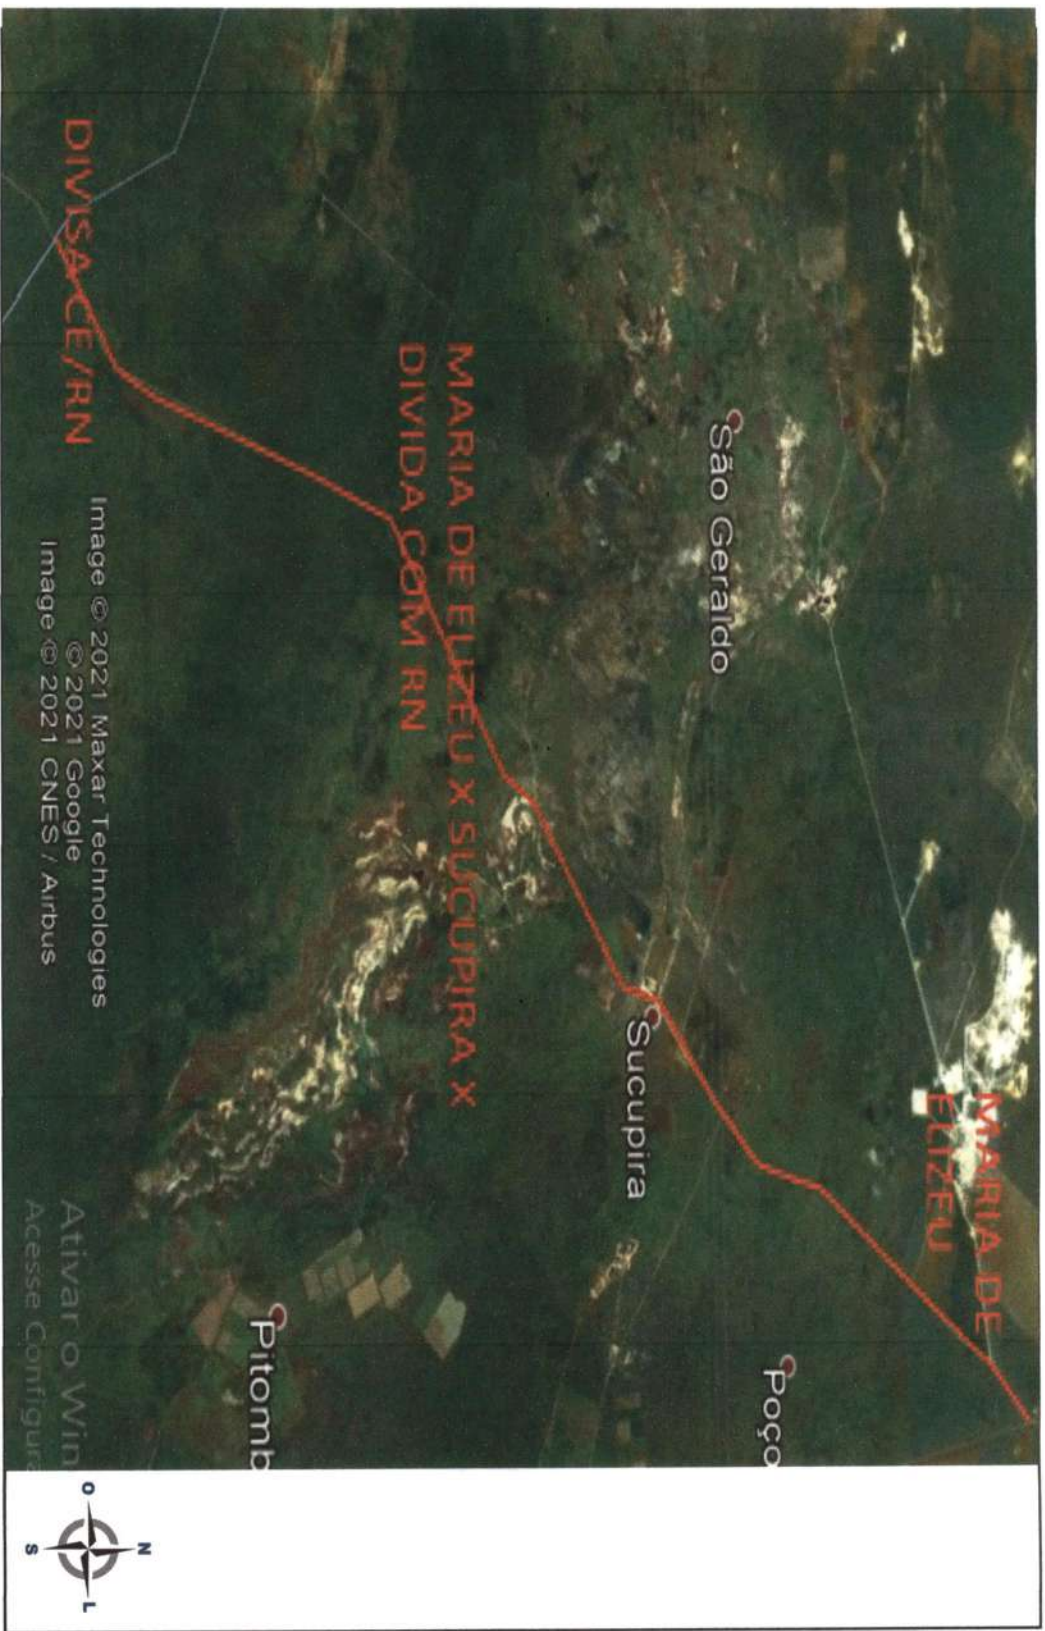 MARIA DE
ELIZEU
Poço
São Geraldo
Sucupira
MARIA DE ELIZEU X SUCUPIRA X
DIVIDA COM RN
Pitomb
DIVISA CE/RN
Image © 2021 Maxar Technologies
© 2021 Google
Image © 2021 CNES / Airbus
Ativar o Win
Acesse Configura
N
O L
S